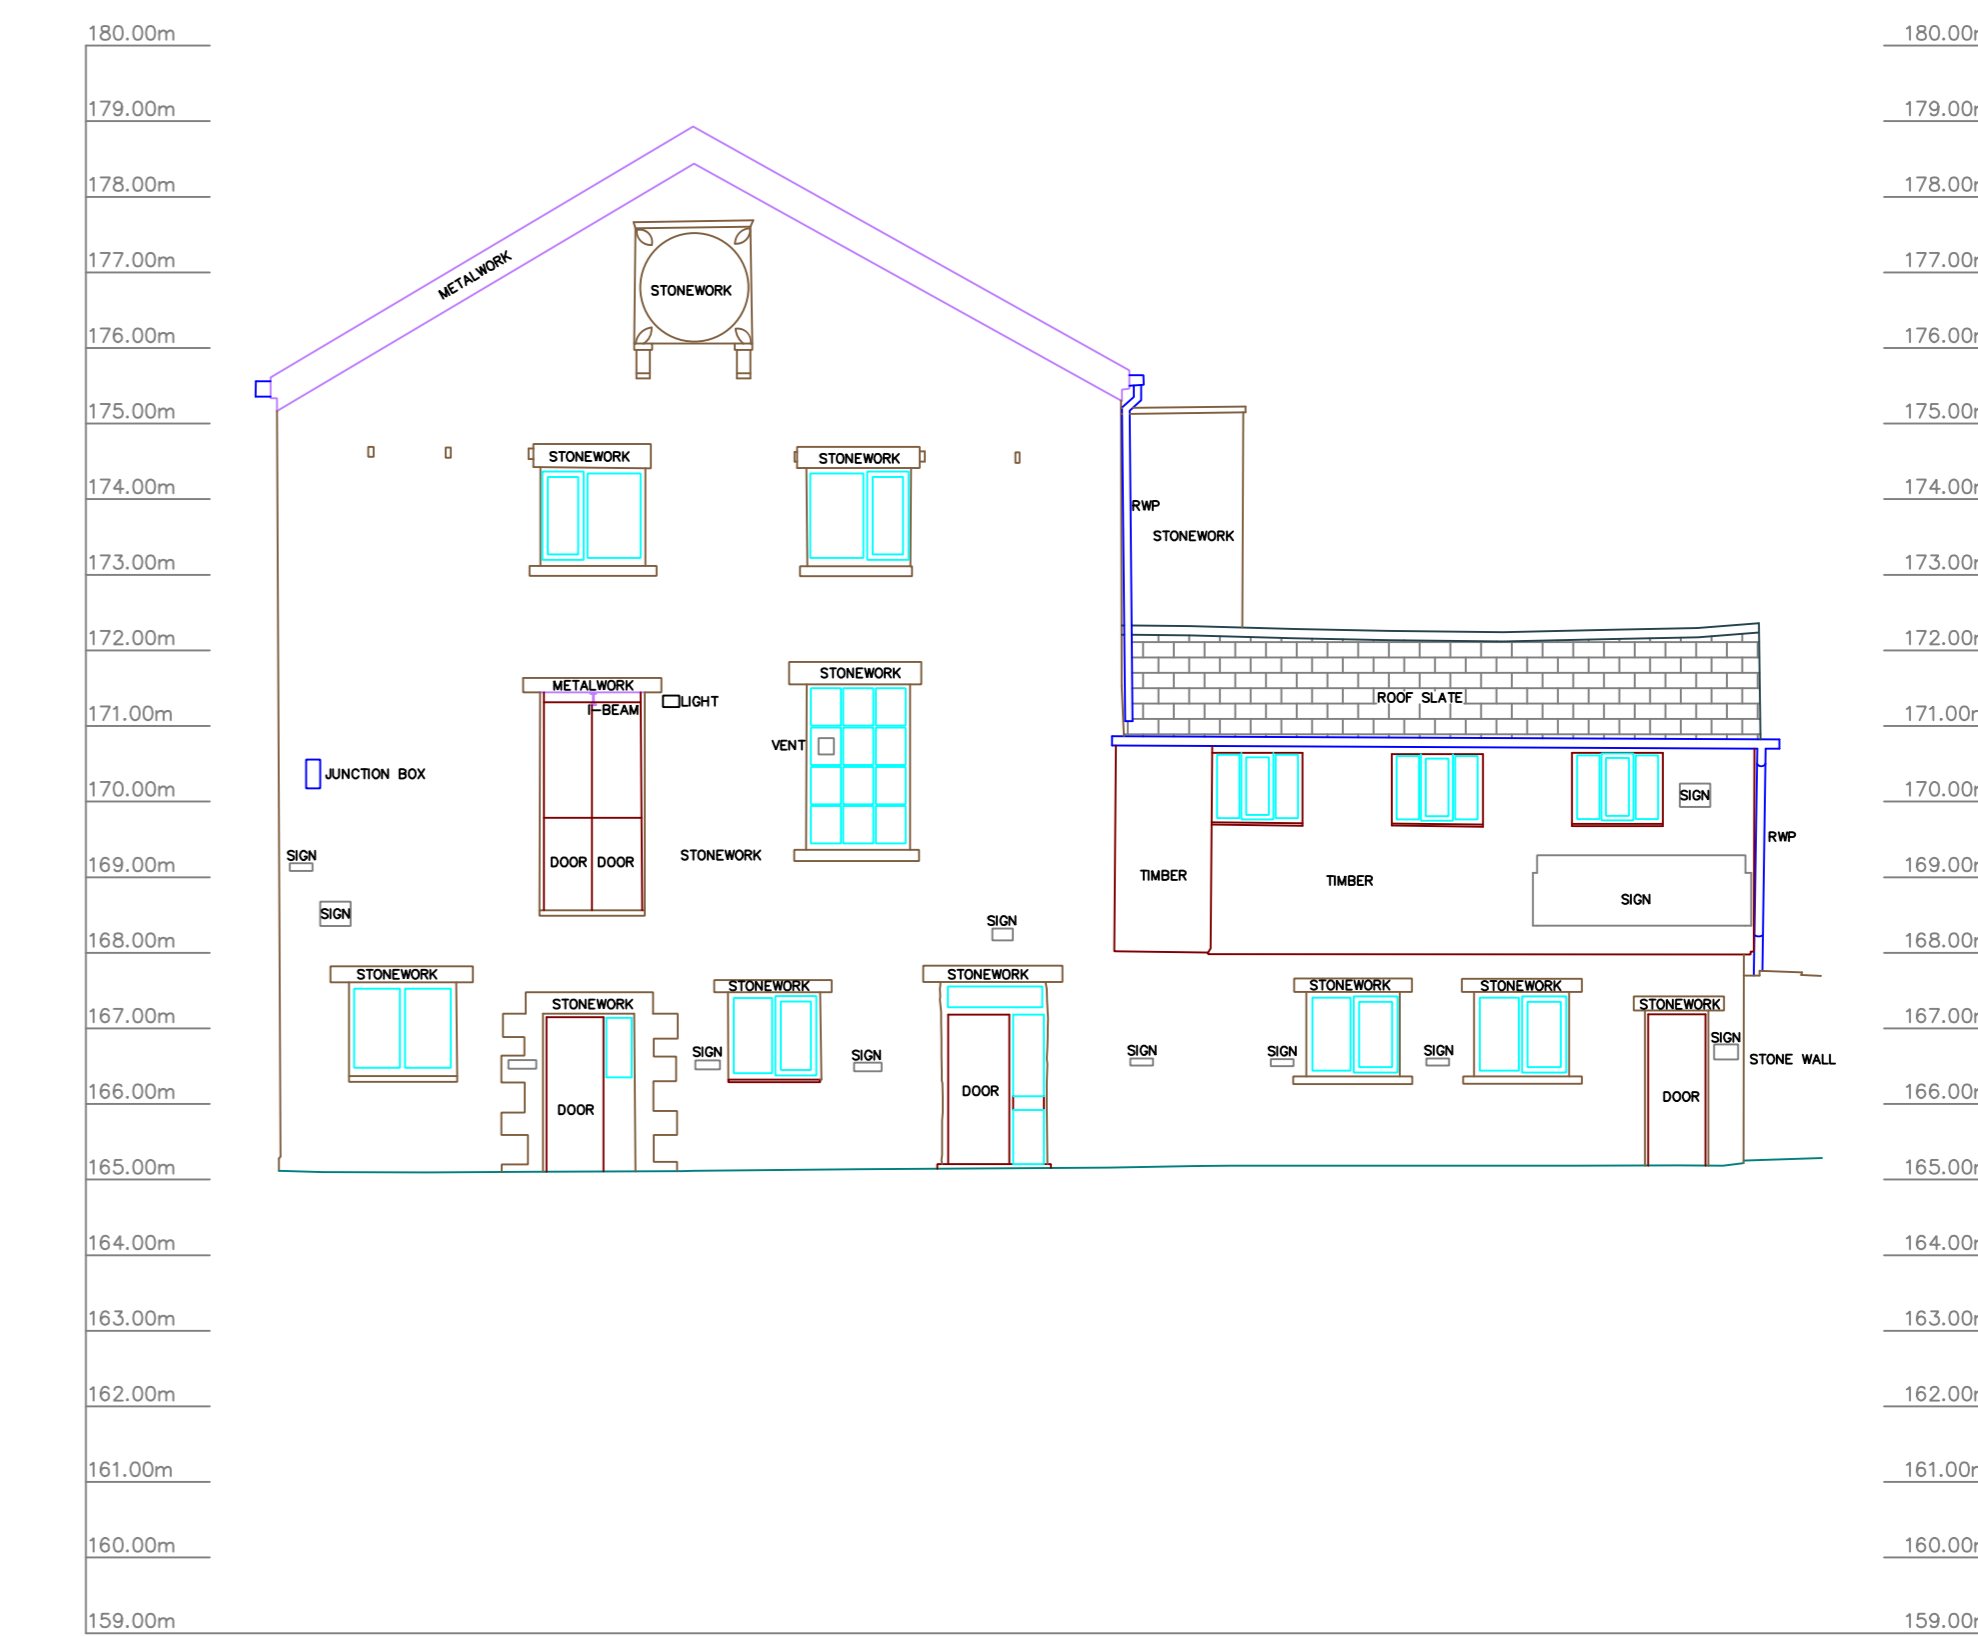 180.00m 180.00m
179.00m 179.00m
178.00m 178.00m
177.00m 177.00m
METALWORK
STONEWORK
176.00m 176.00m
175.00m 175.00m
STONEWORK STONEWORK
174.00m 174.00m
RWP
STONEWORK
173.00m 173.00m
172.00m 172.00m
STONEWORK
METALWORK
LIGHT
ROOF SLATE
I-BEAM
171.00m 171.00m
VENT
JUNCTION BOX
170.00m 170.00m
SIGN
RWP
SIGN
STONEWORK
DOOR DOOR
169.00m 169.00m
TIMBER
TIMBER
SIGN
SIGN
SIGN
168.00m 168.00m
STONEWORK STONEWORK
STONEWORK STONEWORK STONEWORK
STONEWORK STONEWORK
167.00m 167.00m
SIGN
SIGN SIGN SIGN SIGN SIGN
STONE WALL
DOOR
DOOR
166.00m 166.00m
DOOR
165.00m 165.00m
164.00m 164.00m
163.00m 163.00m
162.00m 162.00m
161.00m 161.00m
160.00m 160.00m
159.00m 159.00m